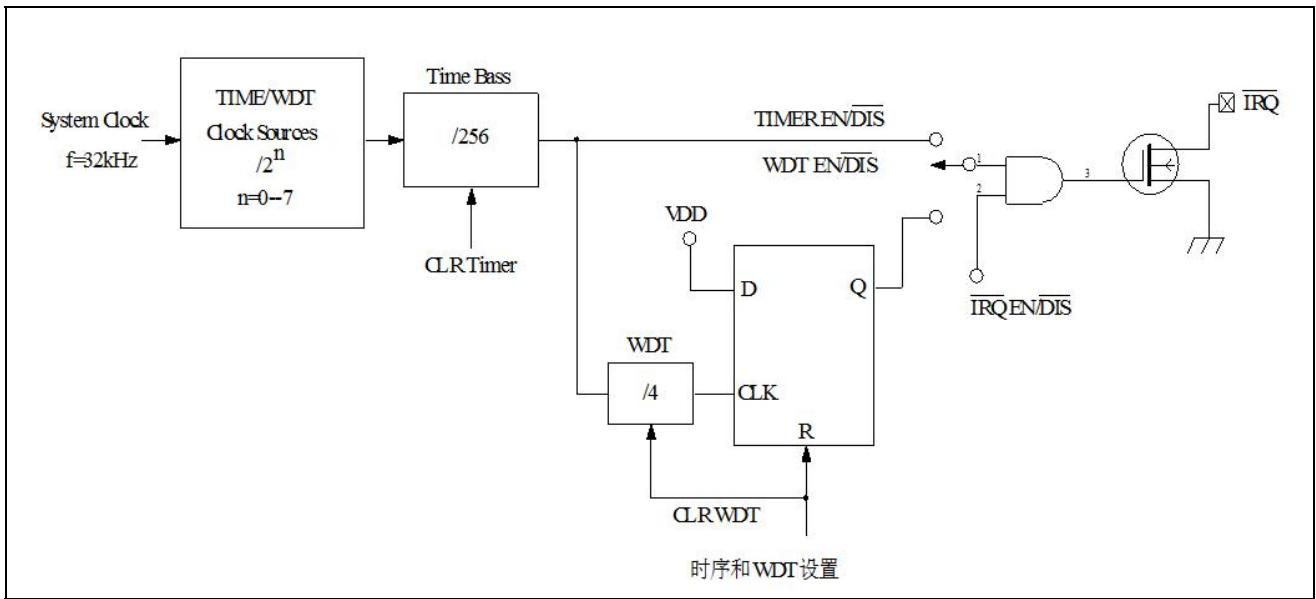 System Clock
f=32kHz
TIME/WDT
Clock Sources
/2^n
n=0--7
Time Bass
/256
CLR Timer
TIMER EN/DIS
WDT EN/DIS
1
2
3
IRQ
IRQ EN/DIS
VDD
D
Q
CLK
R
WDT
/4
CLR WDT
时序和WDT设置